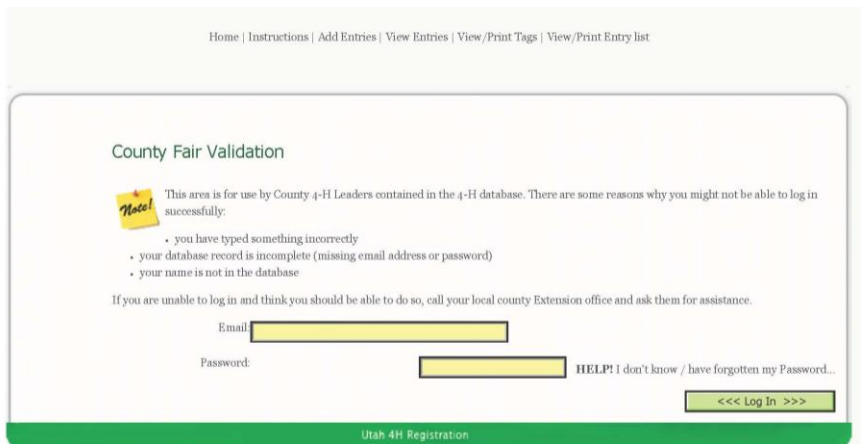 Home | Instructions | Add Entries | View Entries | View/Print Tags | View/Print Entry list
County Fair Validation
Note!
This area is for use by County 4-H Leaders contained in the 4-H database. There are some reasons why you might not be able to log in
successfully:
• you have typed something incorrectly
• your database record is incomplete (missing email address or password)
• your name is not in the database
If you are unable to log in and think you should be able to do so, call your local county Extension office and ask them for assistance.
Email:
Password:
HELP! I don't know / have forgotten my Password...
<<< Log In >>>
Utah 4H Registration